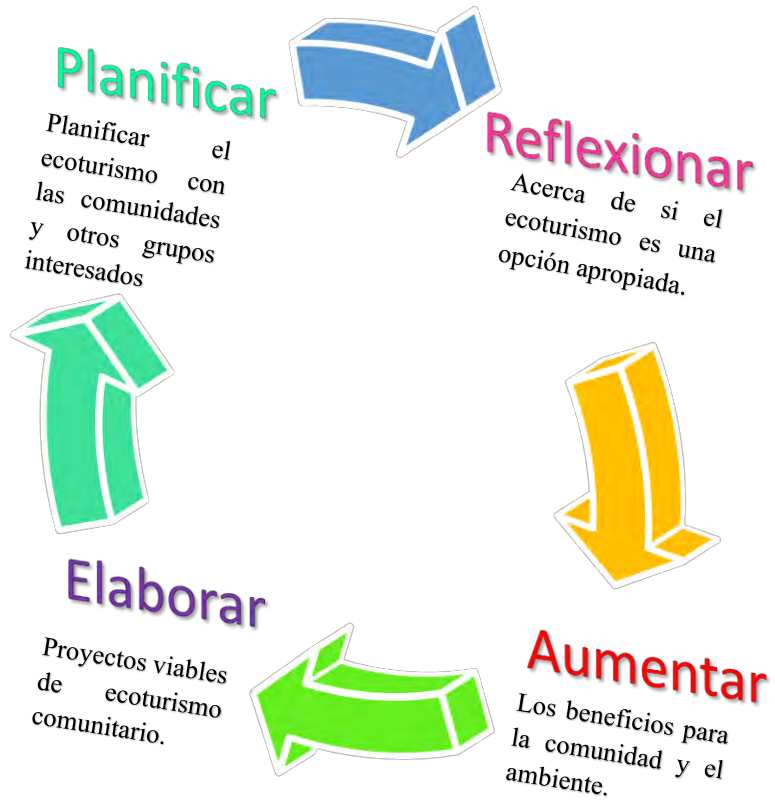 Planificar
Planificar el
ecoturismo con
las comunidades
y otros grupos
interesados
Reflexionar
Acerca de si el
ecoturismo es una
opción apropiada.
Aumentar
Los beneficios para
la comunidad y el
ambiente.
Elaborar
Proyectos viables
de ecoturismo
comunitario.